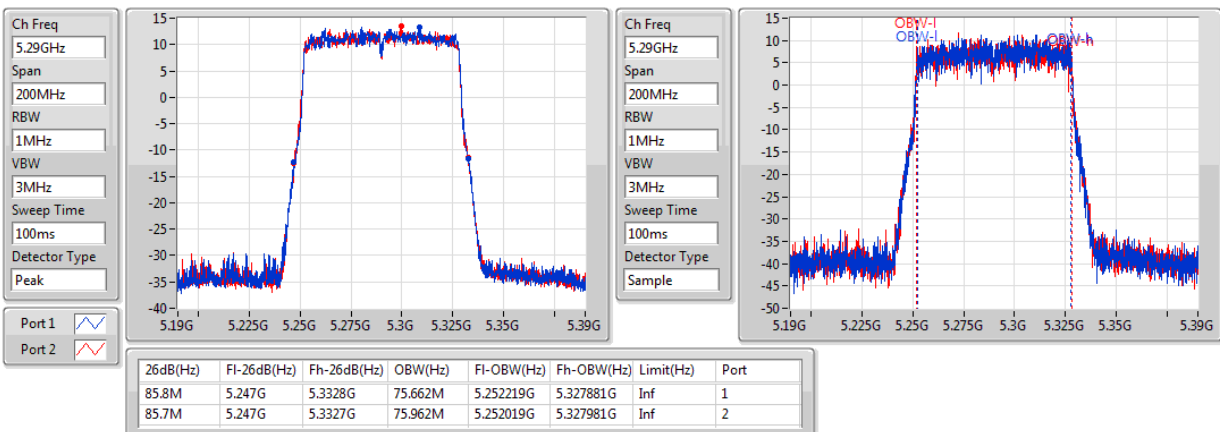 Ch Freq
5.29GHz
Span
200MHz
RBW
1MHz
VBW
3MHz
Sweep Time
100ms
Detector Type
Peak
Port 1
Port 2
15
10
5
0
-5
-10
-15
-20
-25
-30
-35
-40
5.19G 5.225G 5.25G 5.275G 5.3G 5.325G 5.35G 5.39G
Ch Freq
5.29GHz
Span
200MHz
RBW
1MHz
VBW
3MHz
Sweep Time
100ms
Detector Type
Sample
15
10
5
0
-5
-10
-15
-20
-25
-30
-35
-40
-45
-50
OBW-l
OBW-l
OBW-h
5.19G 5.225G 5.25G 5.275G 5.3G 5.325G 5.35G 5.39G
26dB(Hz) Fl-26dB(Hz) Fh-26dB(Hz) OBW(Hz) Fl-OBW(Hz) Fh-OBW(Hz) Limit(Hz) Port
85.8M 5.247G 5.3328G 75.662M 5.252219G 5.327881G Inf 1
85.7M 5.247G 5.3327G 75.962M 5.252019G 5.327981G Inf 2